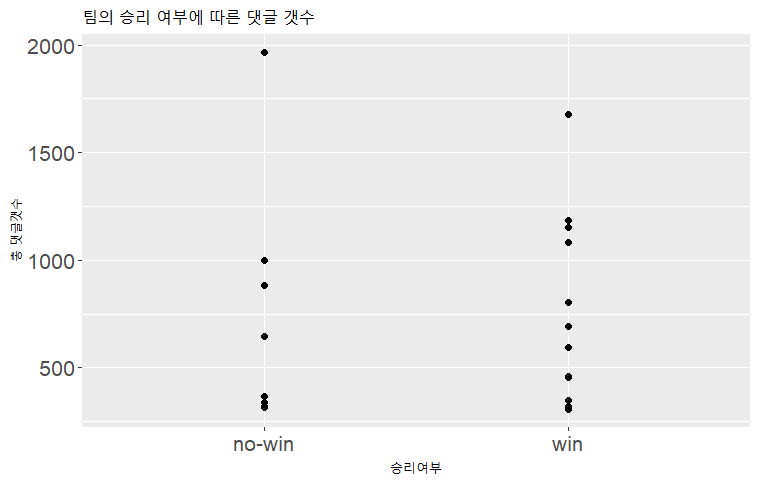 팀의 승리 여부에 따른 댓글 갯수
2000
1500
1000
500
총 댓글갯수
no-win
win
승리여부